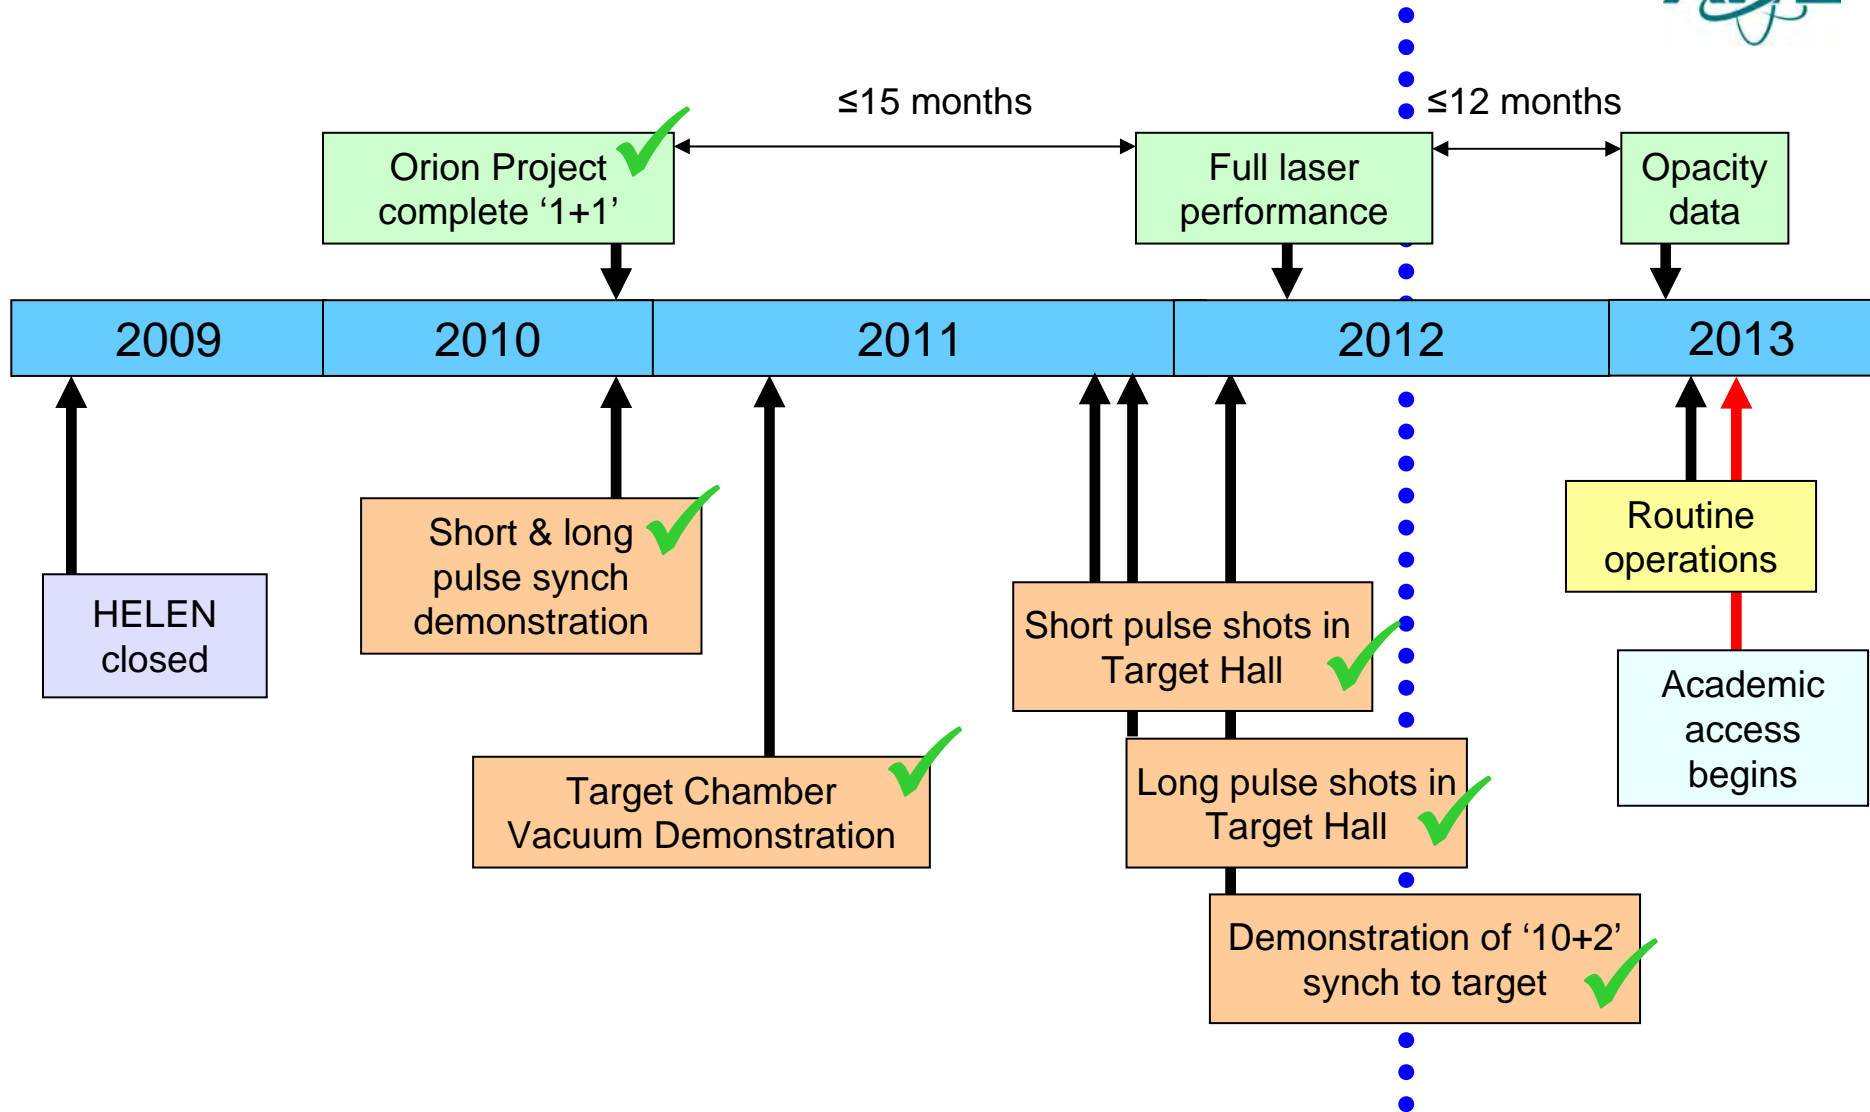 ≤15 months
≤12 months
Orion Project
complete ‘1+1’
Full laser
performance
Opacity
data
2009
2010
2011
2012
2013
HELEN
closed
Short & long
pulse synch
demonstration
Target Chamber
Vacuum Demonstration
Short pulse shots in
Target Hall
Long pulse shots in
Target Hall
Demonstration of ‘10+2’
synch to target
Routine
operations
Academic
access
begins